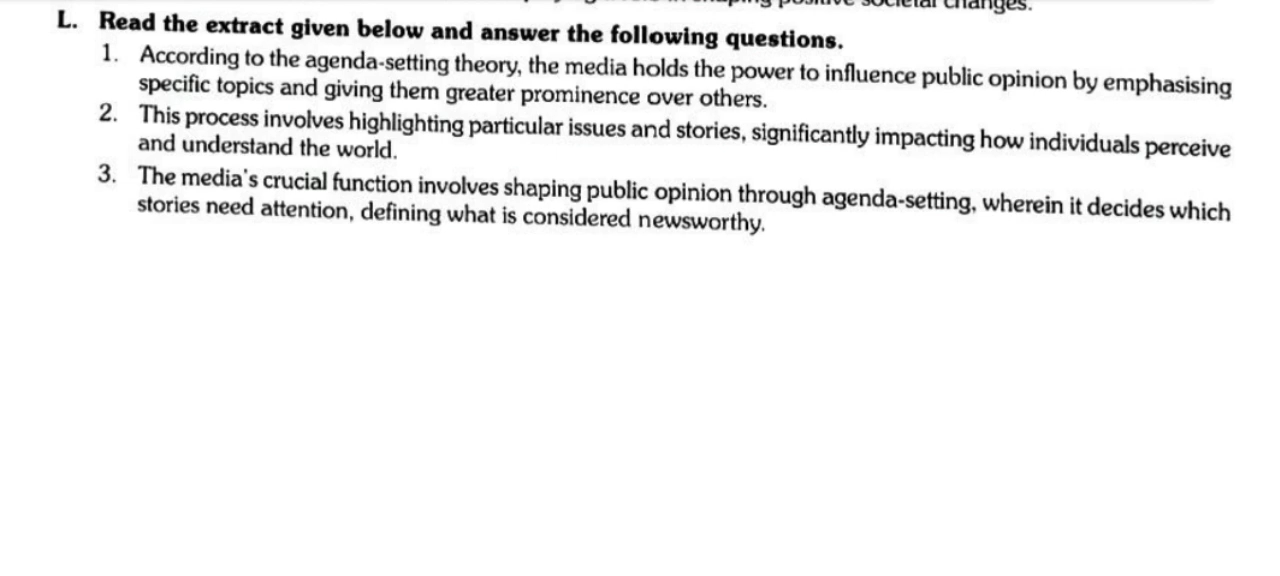 changes.
L. Read the extract given below and answer the following questions.
1. According to the agenda-setting theory, the media holds the power to influence public opinion by emphasising
specific topics and giving them greater prominence over others.
2. This process involves highlighting particular issues and stories, significantly impacting how individuals perceive
and understand the world.
3. The media's crucial function involves shaping public opinion through agenda-setting, wherein it decides which
stories need attention, defining what is considered newsworthy.